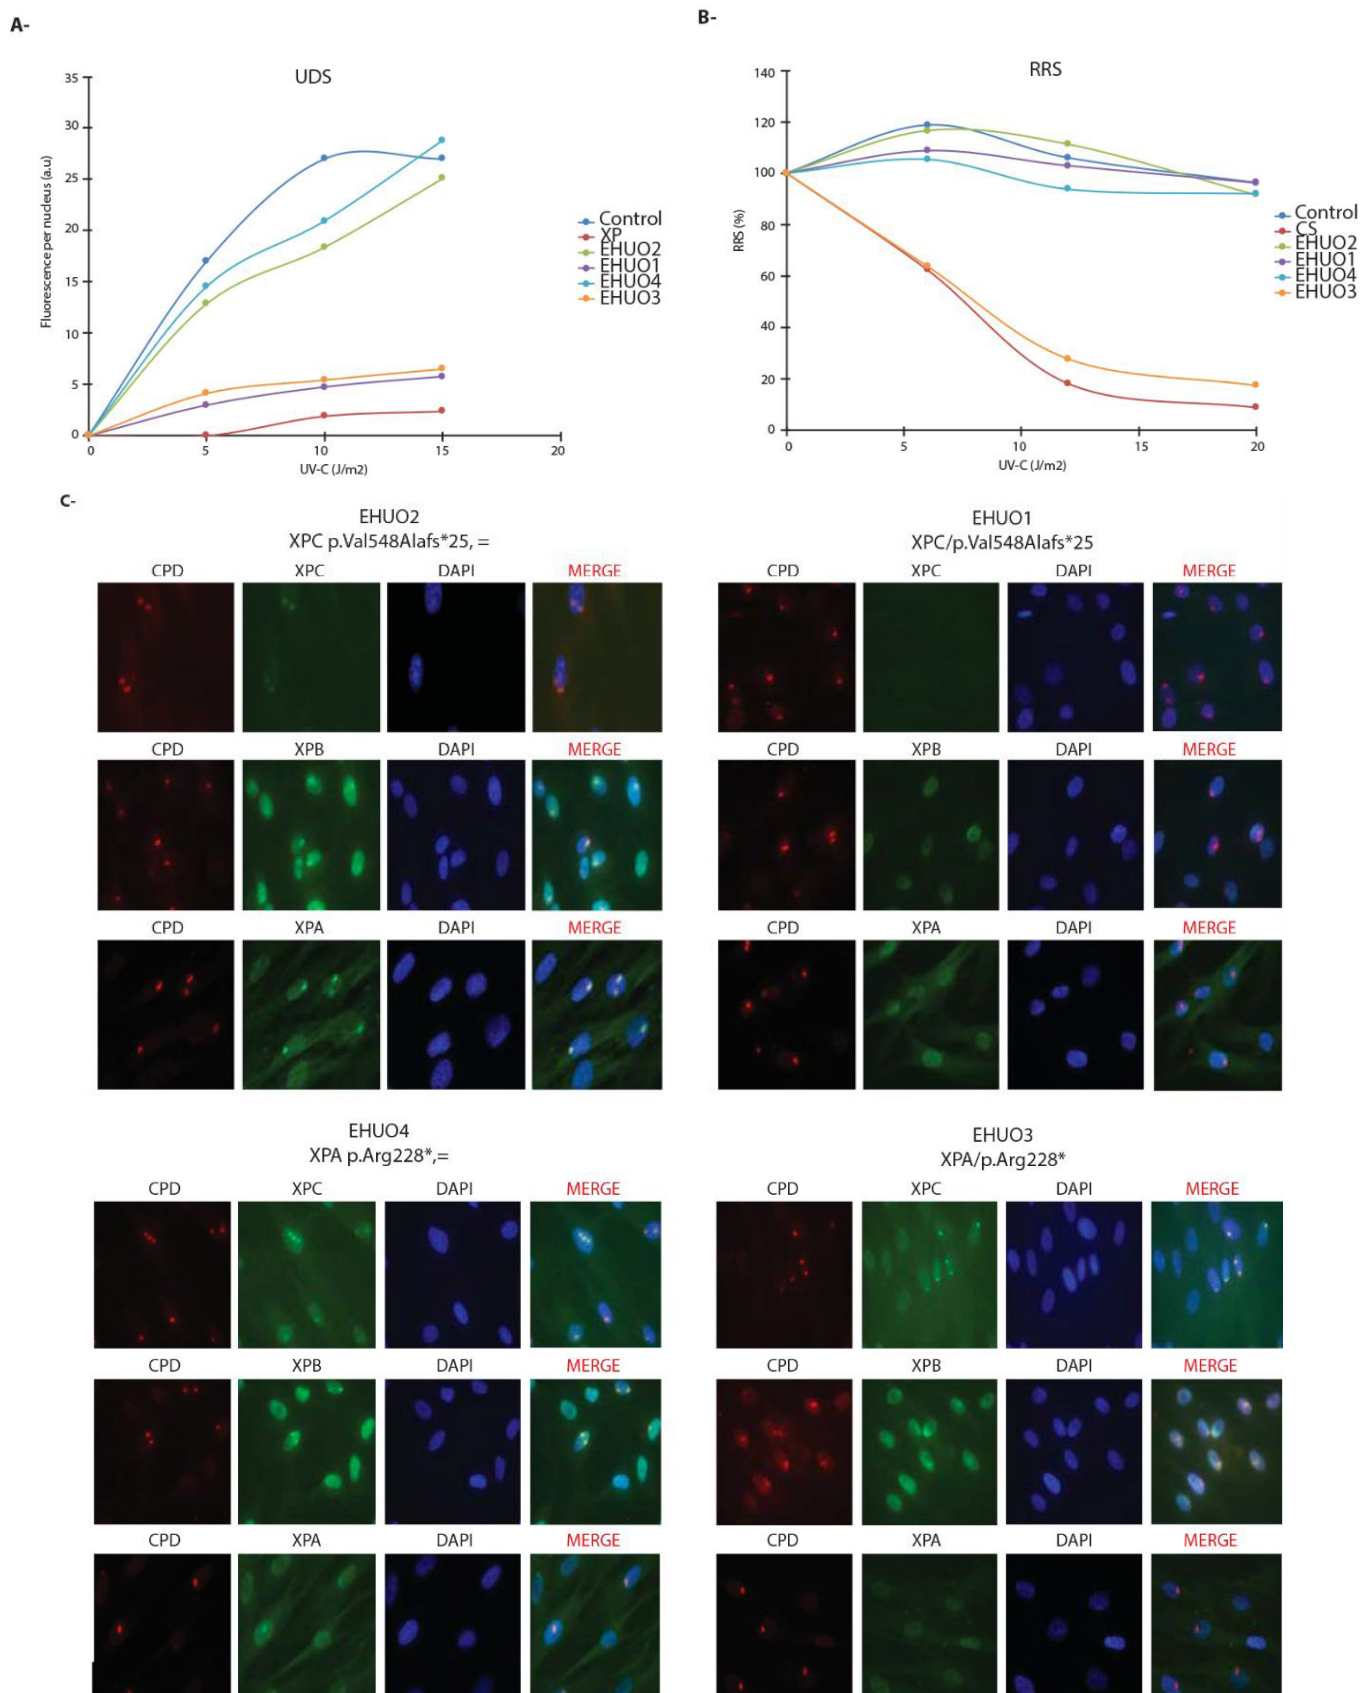 A-
B-
UDS
35
30
25
20
15
10
5
0
0 5 10 15 20
Fluorescence per nucleus (a.u)
UV-C (J/m2)
Control
XP
EHUO2
EHUO1
EHUO4
EHUO3
RRS
140
120
100
80
60
40
20
0
0 5 10 15 20
RRS (%)
UV-C (J/m2)
Control
CS
EHUO2
EHUO1
EHUO4
EHUO3
C-
EHUO2
XPC p.Val548Alafs*25, =
CPD XPC DAPI MERGE
CPD XPB DAPI MERGE
CPD XPA DAPI MERGE
EHUO1
XPC/p.Val548Alafs*25
CPD XPC DAPI MERGE
CPD XPB DAPI MERGE
CPD XPA DAPI MERGE
EHUO4
XPA p.Arg228*,=
CPD XPC DAPI MERGE
CPD XPB DAPI MERGE
CPD XPA DAPI MERGE
EHUO3
XPA/p.Arg228*
CPD XPC DAPI MERGE
CPD XPB DAPI MERGE
CPD XPA DAPI MERGE